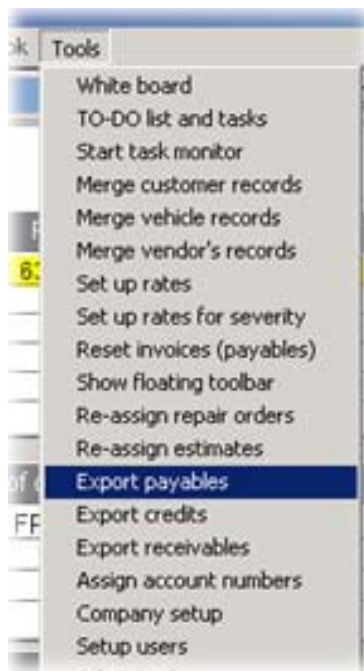 Tools
White board
TO-DO list and tasks
Start task monitor
Merge customer records
Merge vehicle records
Merge vendor's records
Set up rates
Set up rates for severity
Reset invoices (payables)
Show floating toolbar
Re-assign repair orders
Re-assign estimates
Export payables
Export credits
Export receivables
Assign account numbers
Company setup
Setup users